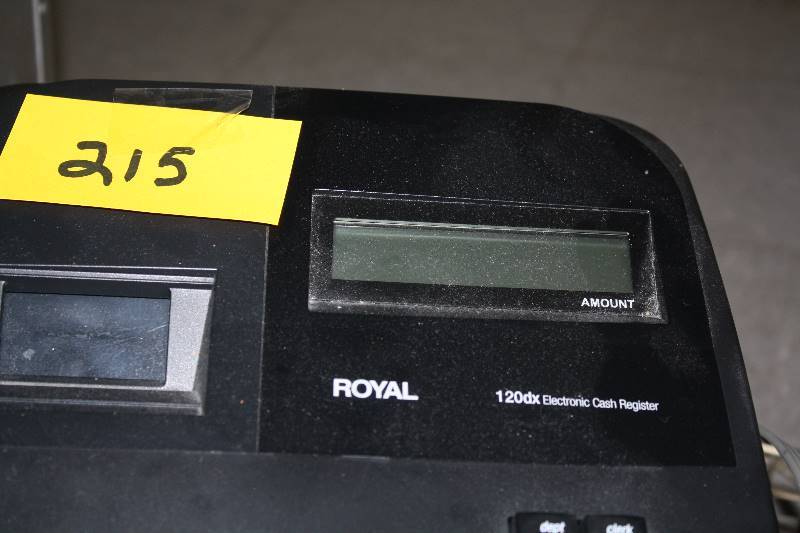 215
AMOUNT
ROYAL
120dx Electronic Cash Register
dept clerk